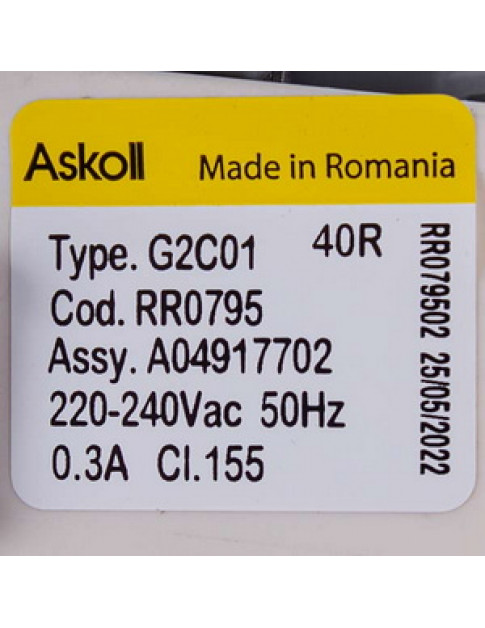 Askoll Made in Romania
Type. G2C01 40R
Cod. RR0795
Assy. A04917702
220-240Vac 50Hz
0.3A Cl.155
RR079502 25/05/2022